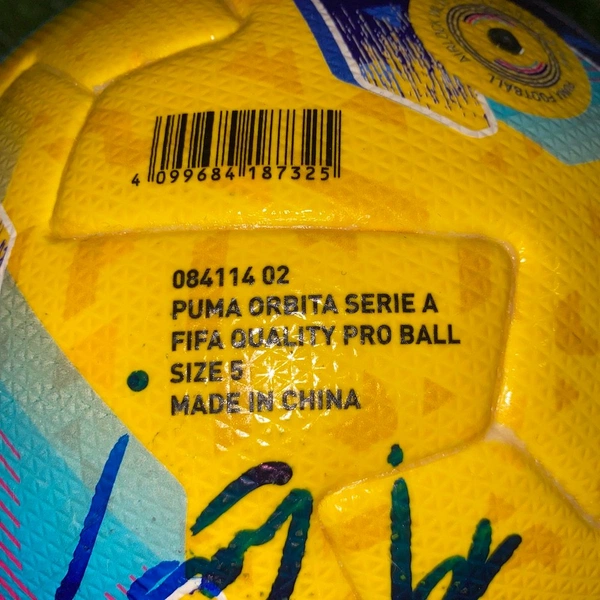 4 099684 187325
084114 02
PUMA ORBITA SERIE A
FIFA QUALITY PRO BALL
SIZE 5
MADE IN CHINA